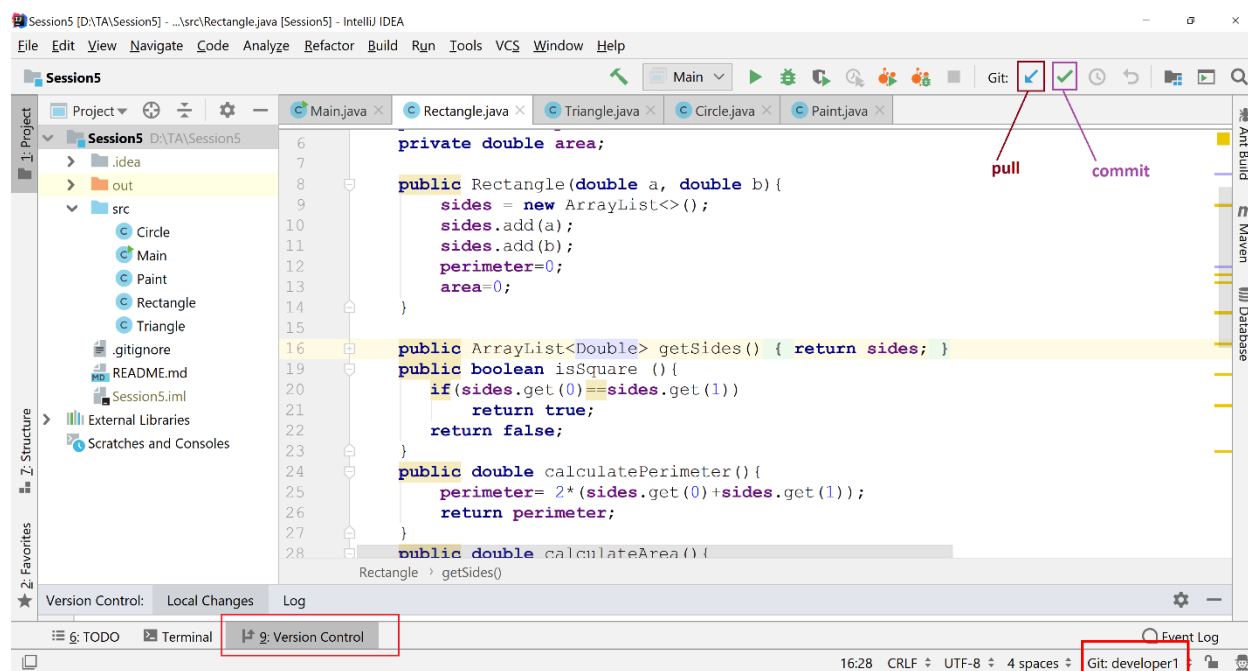 Session5 [D:\TA\Session5] - ...\src\Rectangle.java [Session5] - IntelliJ IDEA
File Edit View Navigate Code Analyze Refactor Build Run Tools VCS Window Help
Session5 Main Git:
1: Project
Project
Main.java Rectangle.java Triangle.java Circle.java Paint.java
Session5 D:\TA\Session5
.idea
out
src
Circle
Main
Paint
Rectangle
Triangle
.gitignore
README.md
Session5.iml
External Libraries
Scratches and Consoles
pull
commit
6 private double area;
7
8 public Rectangle(double a, double b){
9 sides = new ArrayList<>();
10 sides.add(a);
11 sides.add(b);
12 perimeter=0;
13 area=0;
14 }
15
16 public ArrayList<Double> getSides() { return sides; }
19 public boolean isSquare (){
20 if(sides.get(0)==sides.get(1))
21 return true;
22 return false;
23 }
24 public double calculatePerimeter(){
25 perimeter= 2*(sides.get(0)+sides.get(1));
26 return perimeter;
27 }
28 public double calculateArea(){
Rectangle › getSides()
Ant Build
Maven
Database
7: Structure
2: Favorites
Version Control: Local Changes Log
6: TODO Terminal 9: Version Control Event Log
16:28 CRLF UTF-8 4 spaces Git: developer1